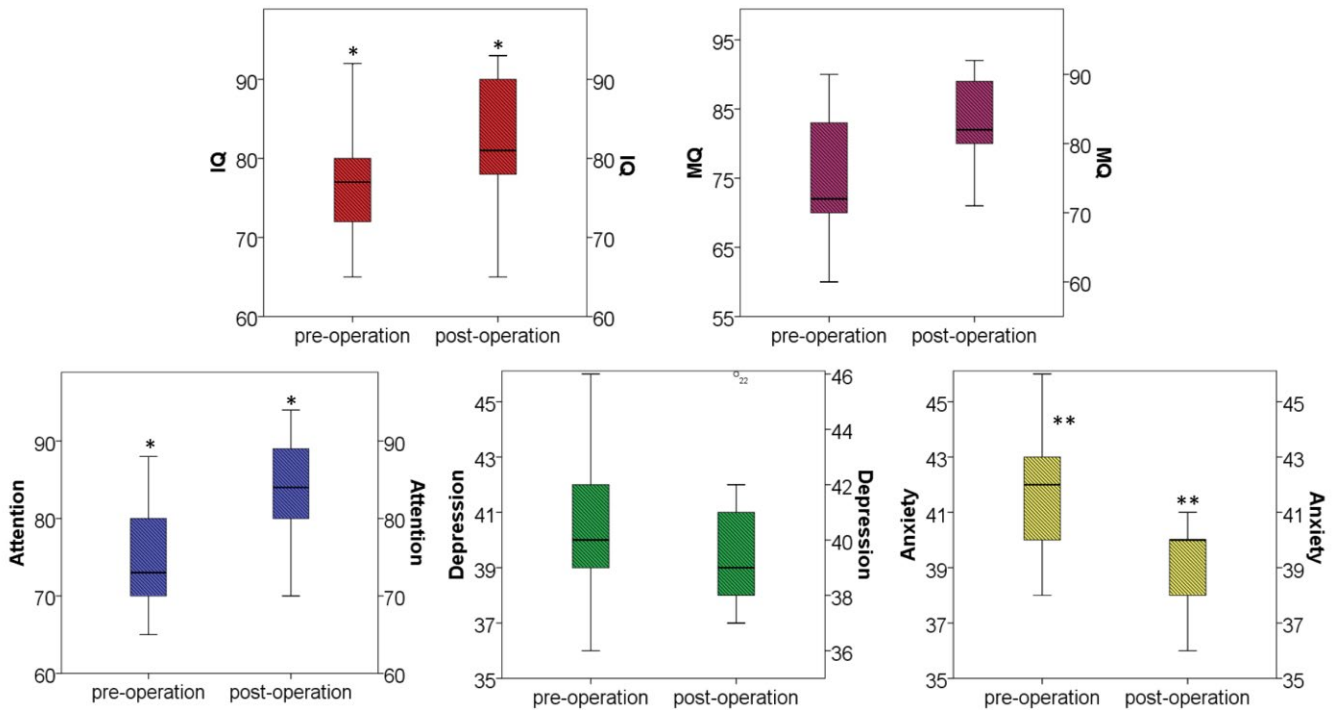 IQ
90
80
70
60
*
*
90
80
70
60
IQ
pre-operation
post-operation
MQ
95
85
75
65
55
90
80
70
60
MQ
pre-operation
post-operation
Attention
90
80
70
60
*
*
90
80
70
60
Attention
pre-operation
post-operation
Depression
45
43
41
39
37
35
22
46
44
42
40
38
36
Depression
pre-operation
post-operation
Anxiety
45
43
41
39
37
35
**
**
45
43
41
39
37
35
Anxiety
pre-operation
post-operation